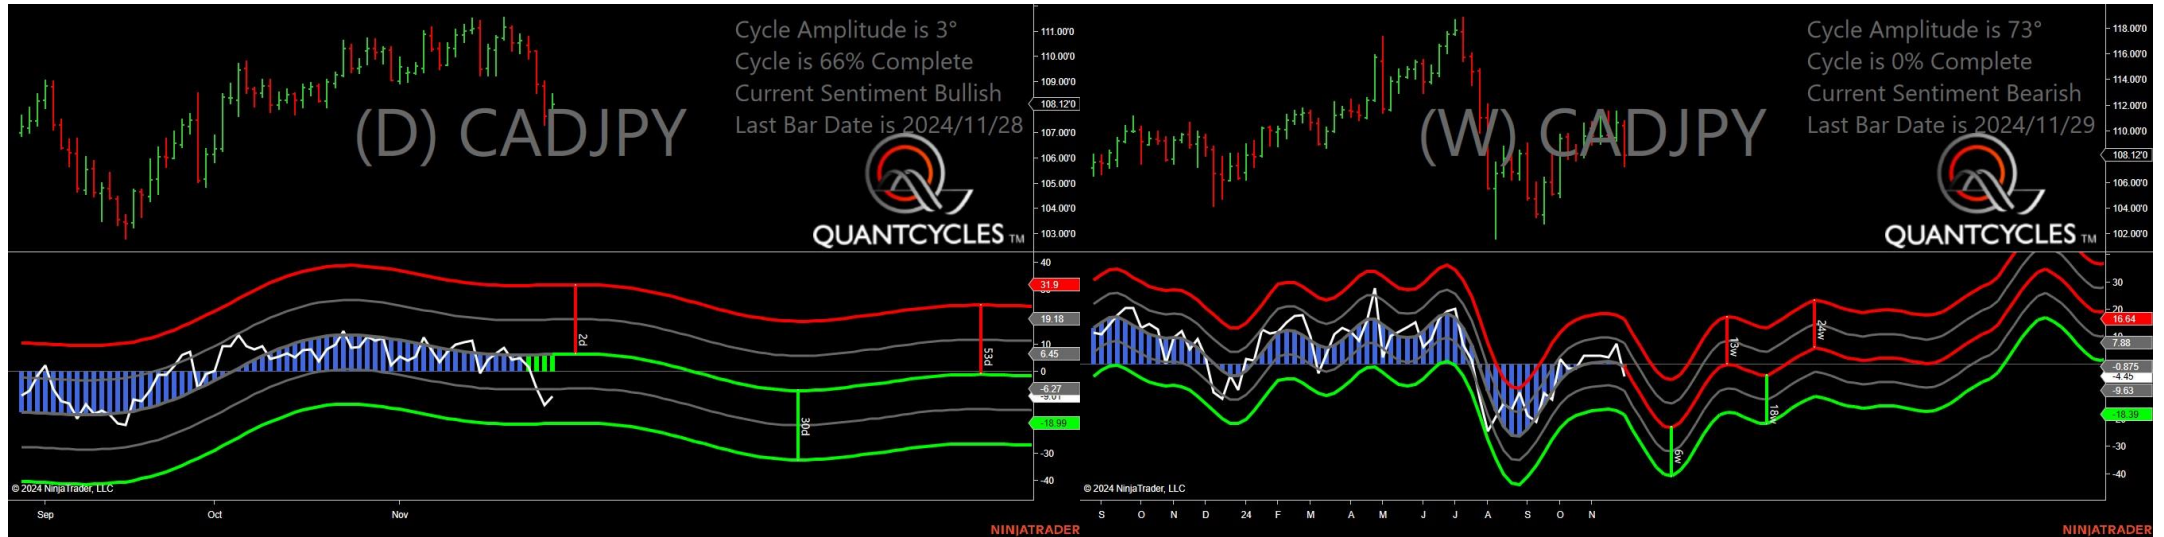 Cycle Amplitude is 3°
Cycle is 66% Complete
Current Sentiment Bullish
Last Bar Date is 2024/11/28
(D) CADJPY
QUANTCYCLES TM
111.00'0
110.00'0
109.00'0
108.12'0
107.00'0
106.00'0
105.00'0
104.00'0
103.00'0
40
31.9
19.18
10
6.45
0
-6.27
-9.01
-18.99
-30
-40
2d
30d
53d
© 2024 NinjaTrader, LLC
Sep Oct Nov
NINJATRADER
Cycle Amplitude is 73°
Cycle is 0% Complete
Current Sentiment Bearish
Last Bar Date is 2024/11/29
(W) CADJPY
QUANTCYCLES TM
118.00'0
116.00'0
114.00'0
112.00'0
110.00'0
108.12'0
106.00'0
104.00'0
102.00'0
30
20
16.64
10
7.88
-0.875
-4.45
-9.63
-18.39
-30
-40
6w
13w
18w
24w
© 2024 NinjaTrader, LLC
S O N D 24 F M A M J J A S O N
NINJATRADER